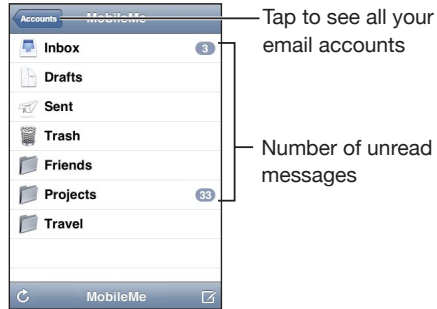 Accounts MobileMe
Tap to see all your
email accounts
Inbox 3
Drafts
Sent
Trash
Friends
Projects 33
Travel
Number of unread
messages
MobileMe